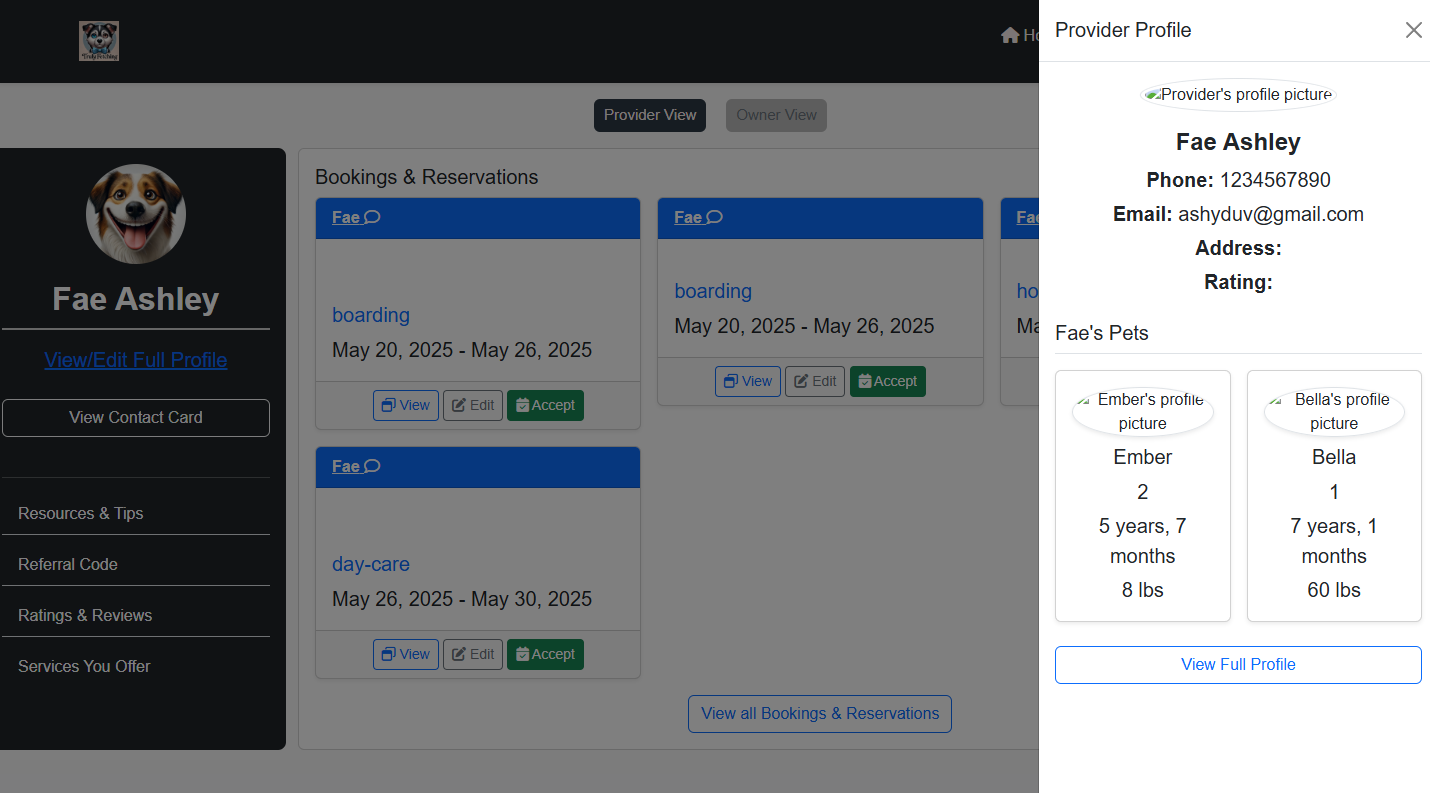 Truly Fetching
Ho
Provider View
Owner View
Fae Ashley
View/Edit Full Profile
View Contact Card
Resources & Tips
Referral Code
Ratings & Reviews
Services You Offer
Bookings & Reservations
Fae
boarding
May 20, 2025 - May 26, 2025
View
Edit
Accept
Fae
boarding
May 20, 2025 - May 26, 2025
View
Edit
Accept
Fae
ho
Ma
Fae
day-care
May 26, 2025 - May 30, 2025
View
Edit
Accept
View all Bookings & Reservations
Provider Profile
Provider's profile picture
Fae Ashley
Phone: 1234567890
Email: ashyduv@gmail.com
Address:
Rating:
Fae's Pets
Ember's profile
picture
Ember
2
5 years, 7
months
8 lbs
Bella's profile
picture
Bella
1
7 years, 1
months
60 lbs
View Full Profile